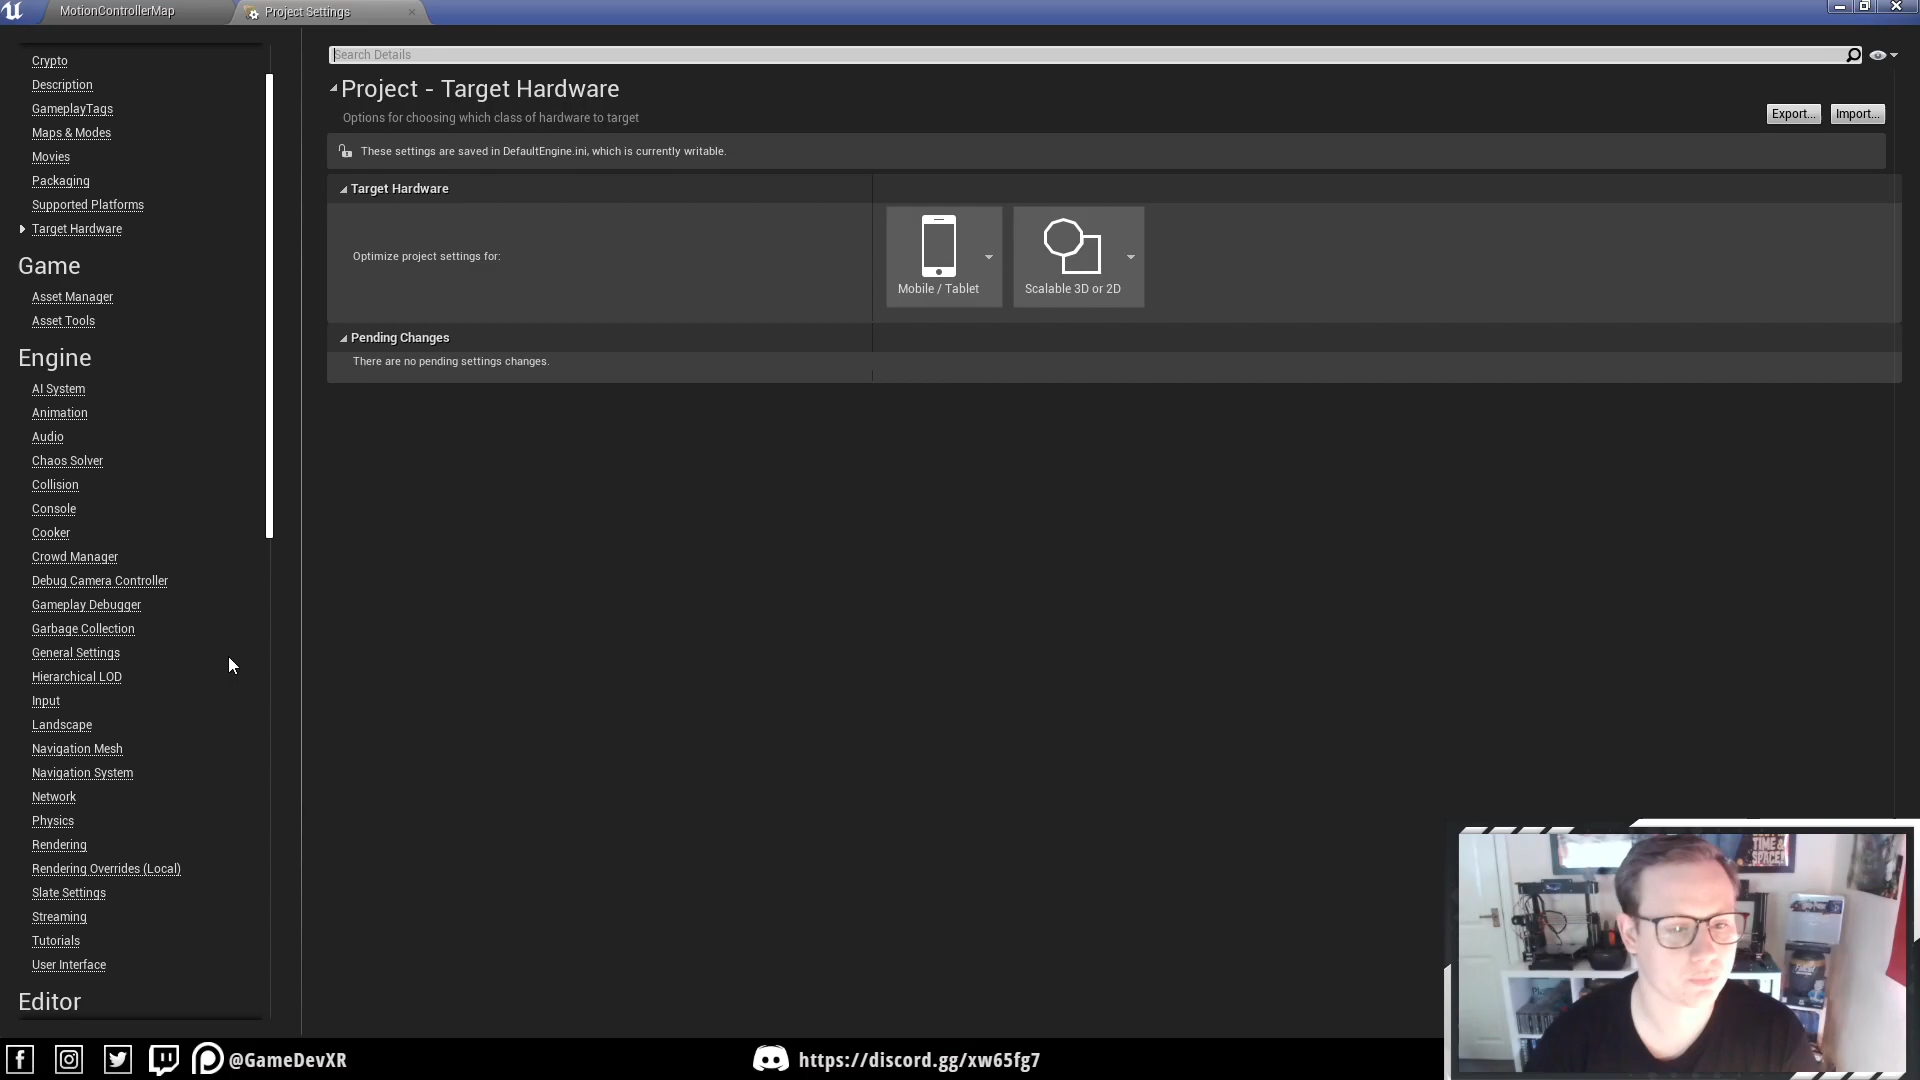 MotionControllerMap
Project Settings
Crypto
Description
GameplayTags
Maps & Modes
Movies
Packaging
Supported Platforms
Target Hardware
Game
Asset Manager
Asset Tools
Engine
AI System
Animation
Audio
Chaos Solver
Collision
Console
Cooker
Crowd Manager
Debug Camera Controller
Gameplay Debugger
Garbage Collection
General Settings
Hierarchical LOD
Input
Landscape
Navigation Mesh
Navigation System
Network
Physics
Rendering
Rendering Overrides (Local)
Slate Settings
Streaming
Tutorials
User Interface
Editor
Search Details
Project - Target Hardware
Options for choosing which class of hardware to target
Export...
Import...
These settings are saved in DefaultEngine.ini, which is currently writable.
Target Hardware
Optimize project settings for:
Mobile / Tablet
Scalable 3D or 2D
Pending Changes
There are no pending settings changes.
TIME &
SPACE
@GameDevXR
https://discord.gg/xw65fg7